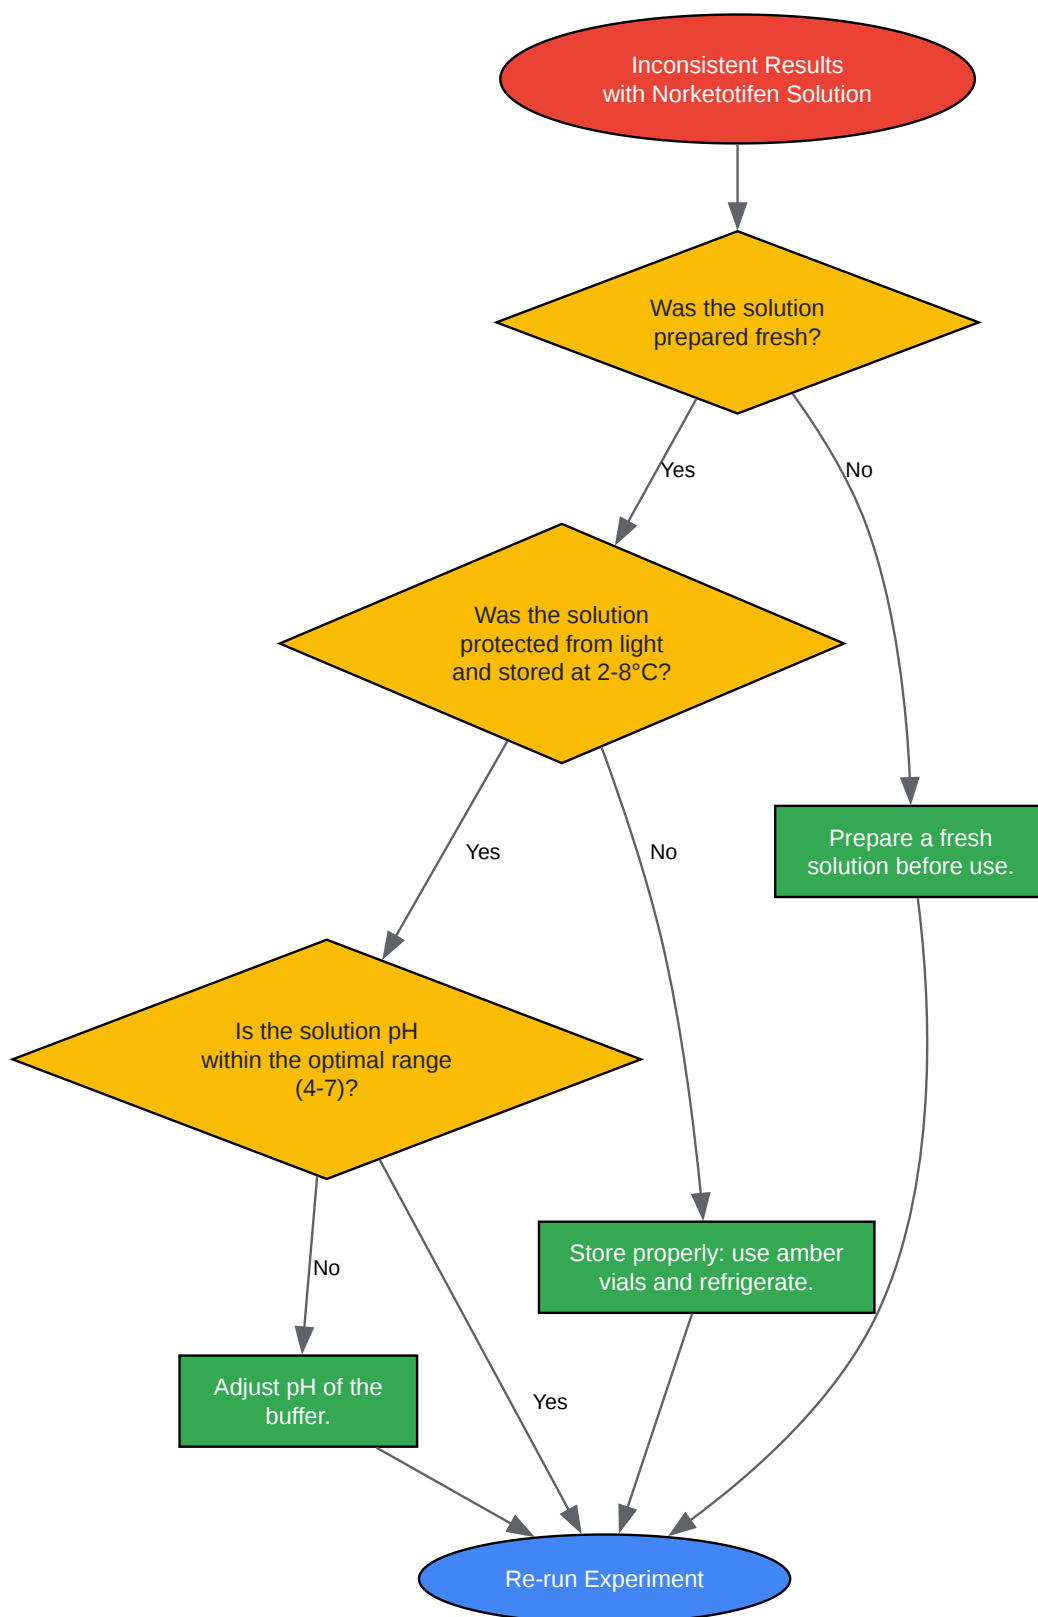 Inconsistent Results
with Norketotifen Solution
Was the solution
prepared fresh?
Yes
No
Was the solution
protected from light
and stored at 2-8°C?
Yes
No
Prepare a fresh
solution before use.
Is the solution pH
within the optimal range
(4-7)?
No
Yes
Store properly: use amber
vials and refrigerate.
Adjust pH of the
buffer.
Re-run Experiment